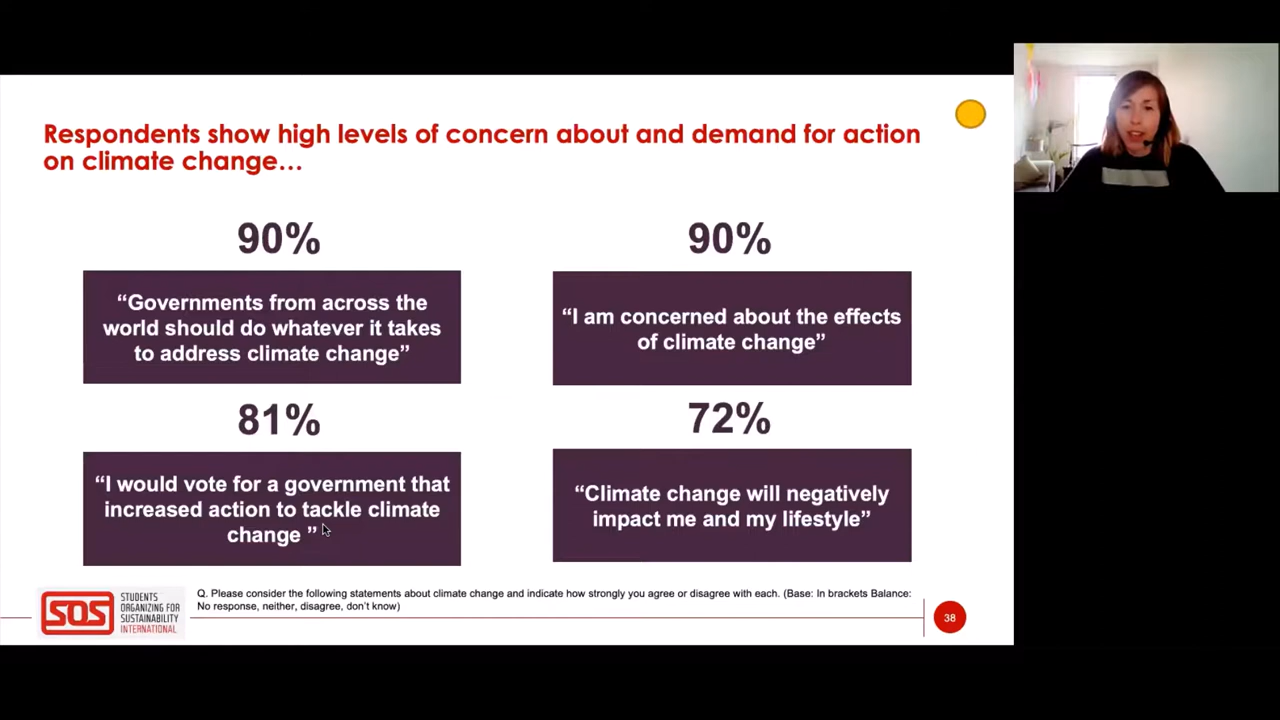 Respondents show high levels of concern about and demand for action
on climate change…
90%
“Governments from across the
world should do whatever it takes
to address climate change”
90%
“I am concerned about the effects
of climate change”
81%
“I would vote for a government that
increased action to tackle climate
change ”
72%
“Climate change will negatively
impact me and my lifestyle”
SOS
STUDENTS
ORGANIZING FOR
SUSTAINABILITY
INTERNATIONAL
Q. Please consider the following statements about climate change and indicate how strongly you agree or disagree with each. (Base: In brackets Balance:
No response, neither, disagree, don’t know)
38